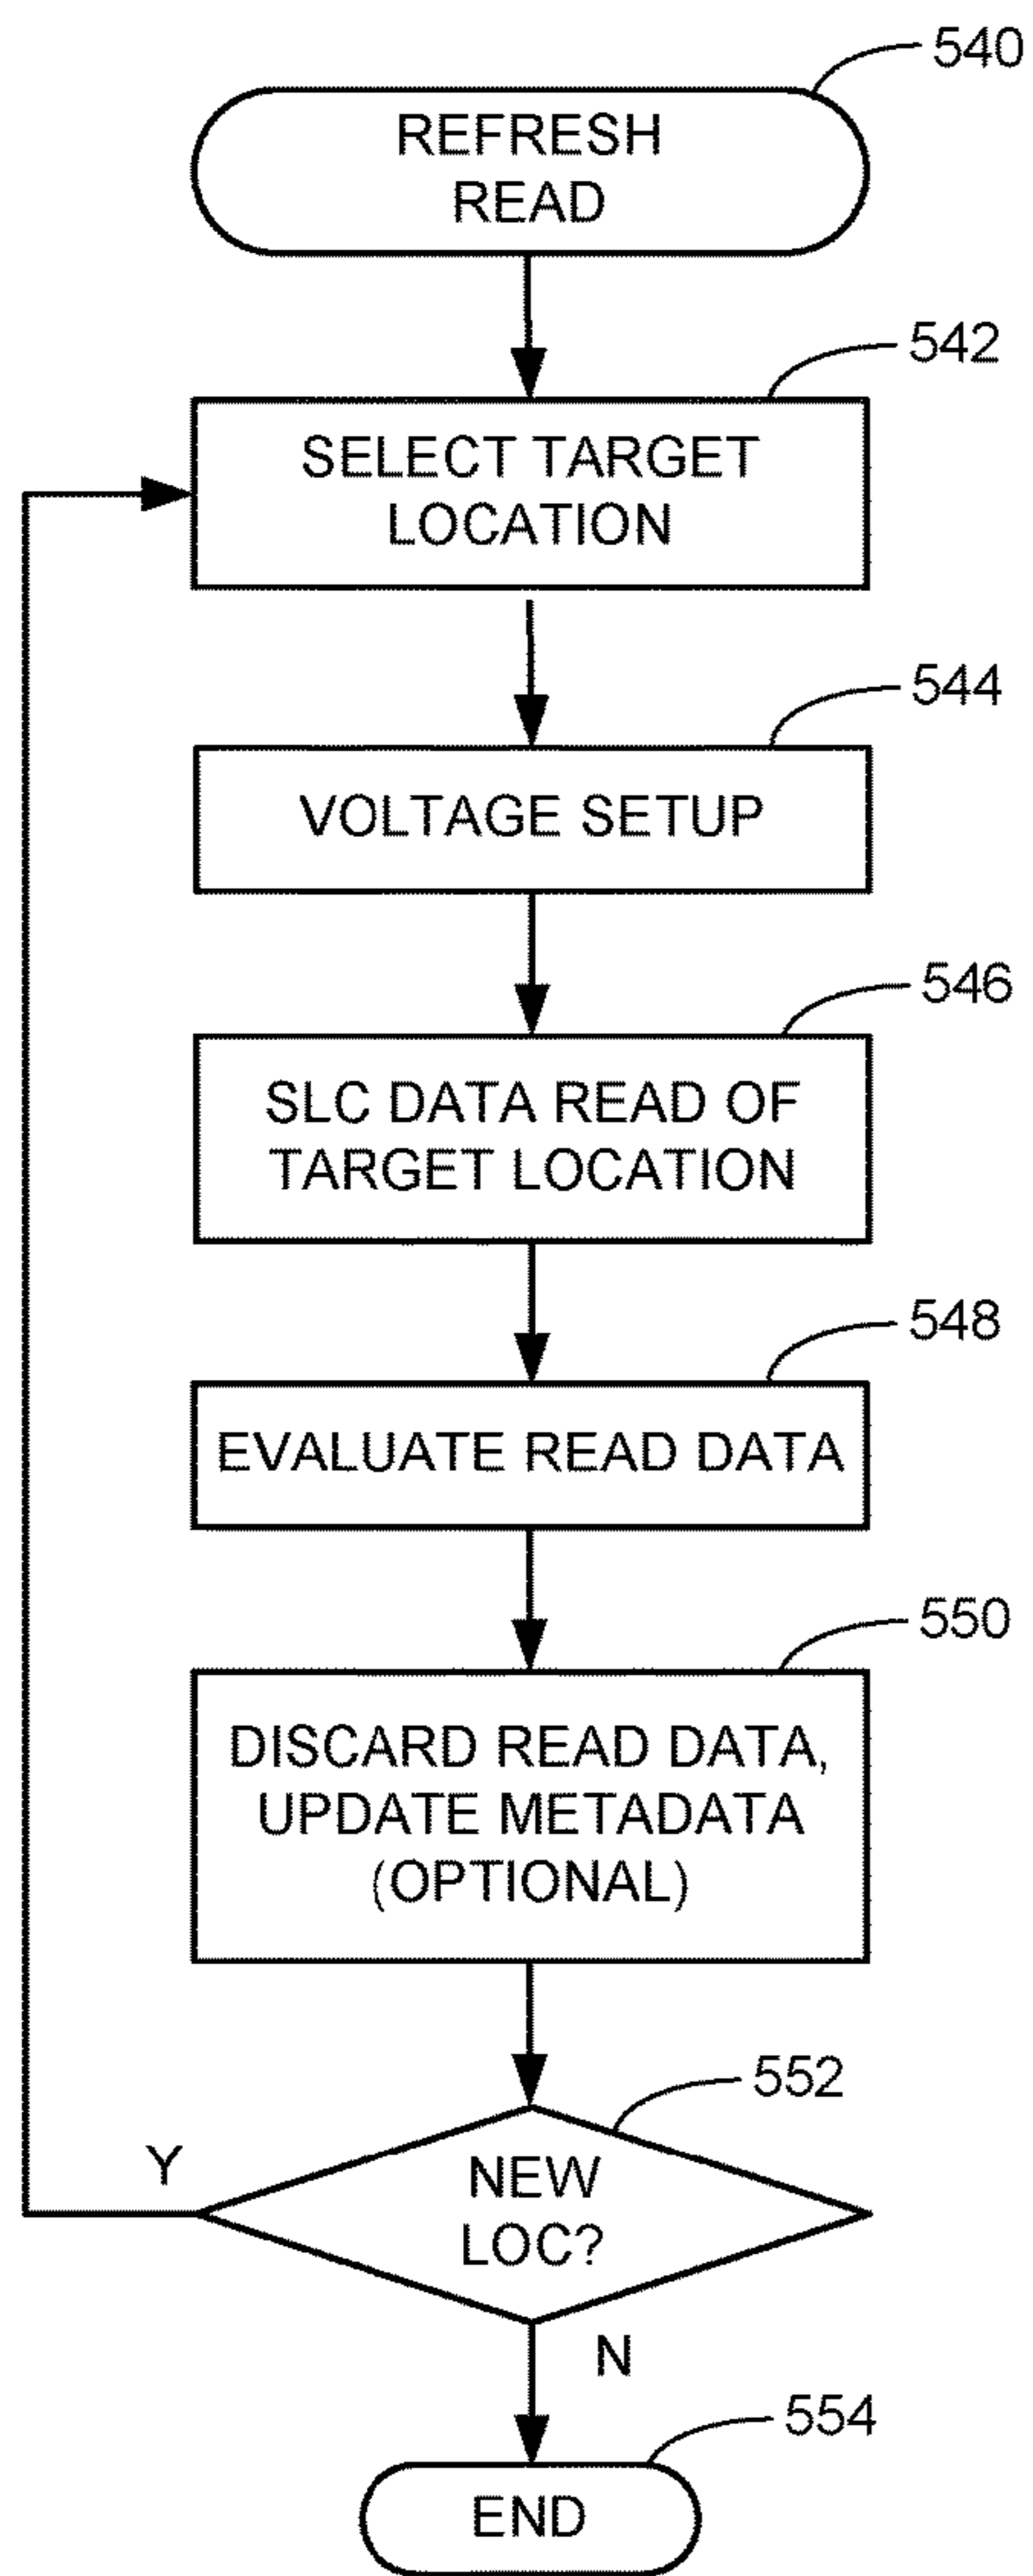 540
REFRESH
READ
542
SELECT TARGET
LOCATION
544
VOLTAGE SETUP
546
SLC DATA READ OF
TARGET LOCATION
548
EVALUATE READ DATA
550
DISCARD READ DATA,
UPDATE METADATA
(OPTIONAL)
552
Y
NEW
LOC?
N
554
END